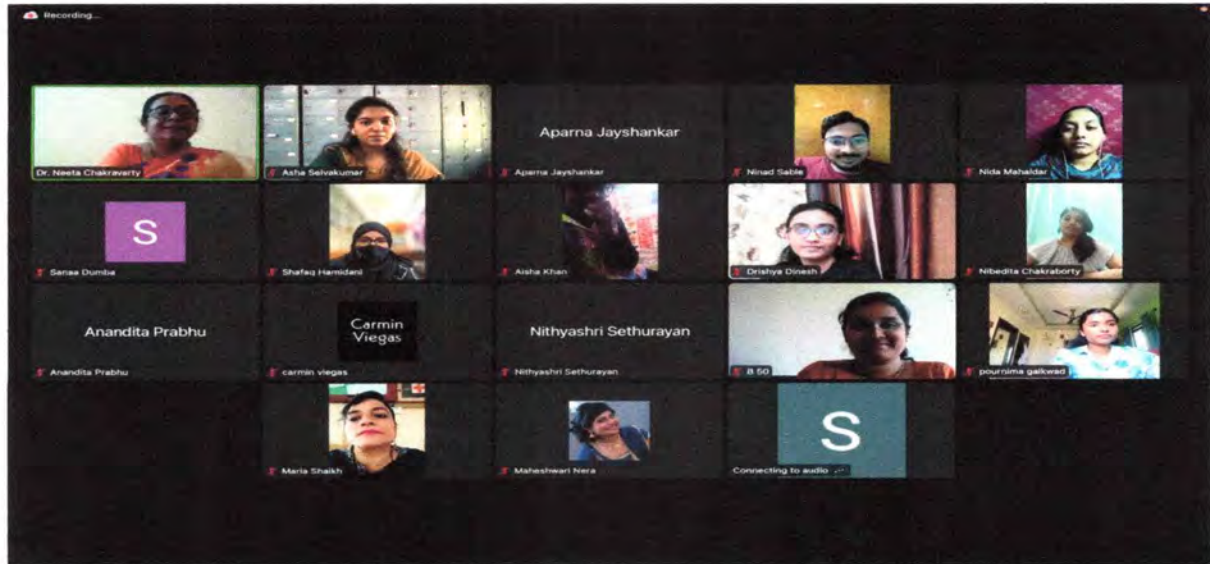 Recording...
Dr. Neeta Chakravarty
Asha Selvakumar
Aparna Jayshankar
Aparna Jayshankar
Ninad Sable
Nida Mahaldar
S
Sanaa Dumba
Shafaq Hamidani
Aisha Khan
Drishya Dinesh
Nibedita Chakraborty
Anandita Prabhu
Anandita Prabhu
Carmin
Viegas
carmin viegas
Nithyashri Sethurayan
Nithyashri Sethurayan
B 50
pournima gaikwad
Maria Shaikh
Maheshwari Nera
S
Connecting to audio ...